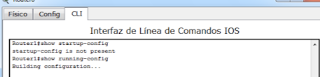 Físico Config CLI
Interfaz de Línea de Comandos IOS
Router1#show startup-config
startup-config is not present
Router1#show running-config
Building configuration...